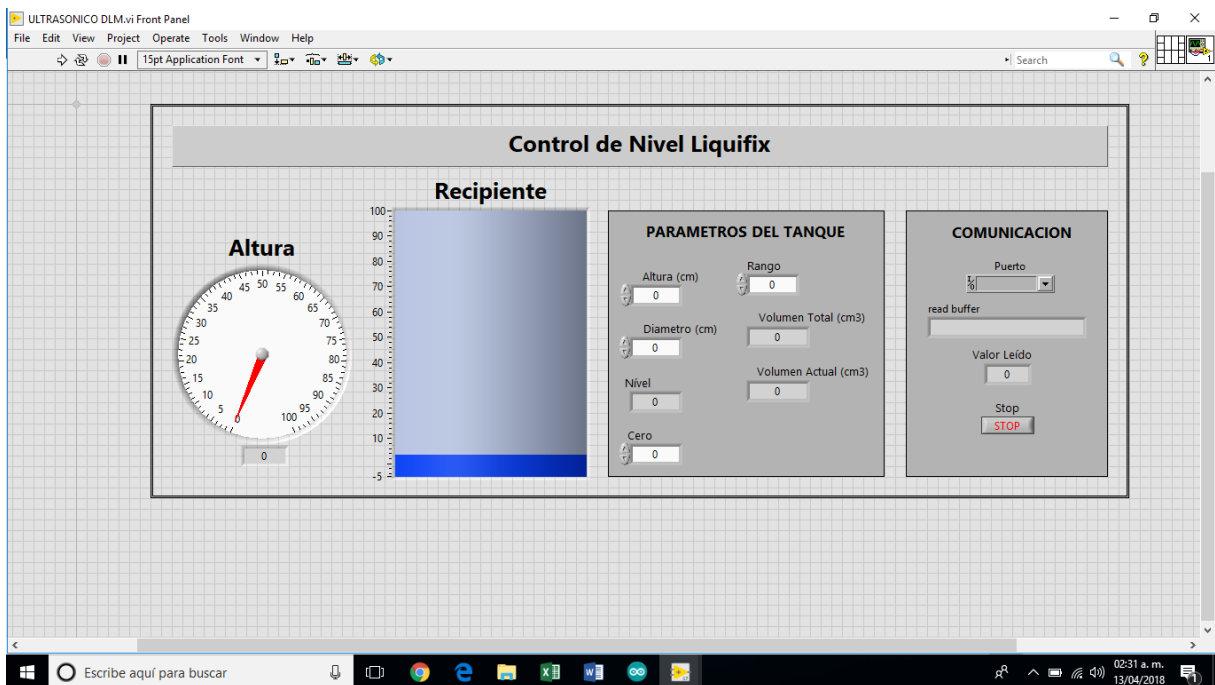 ULTRASONICO DLM.vi Front Panel
File Edit View Project Operate Tools Window Help
15pt Application Font
Search
Control de Nivel Liquifix
Altura
0
5
10
15
20
25
30
35
40
45
50
55
60
65
70
75
80
85
90
95
100
0
Recipiente
100
90
80
70
60
50
40
30
20
10
-5
PARAMETROS DEL TANQUE
Altura (cm)
0
Rango
0
Diametro (cm)
0
Volumen Total (cm3)
0
Nível
0
Volumen Actual (cm3)
0
Cero
0
COMUNICACION
Puerto
read buffer
Valor Leído
0
Stop
STOP
Escribe aquí para buscar
02:31 a. m.
13/04/2018